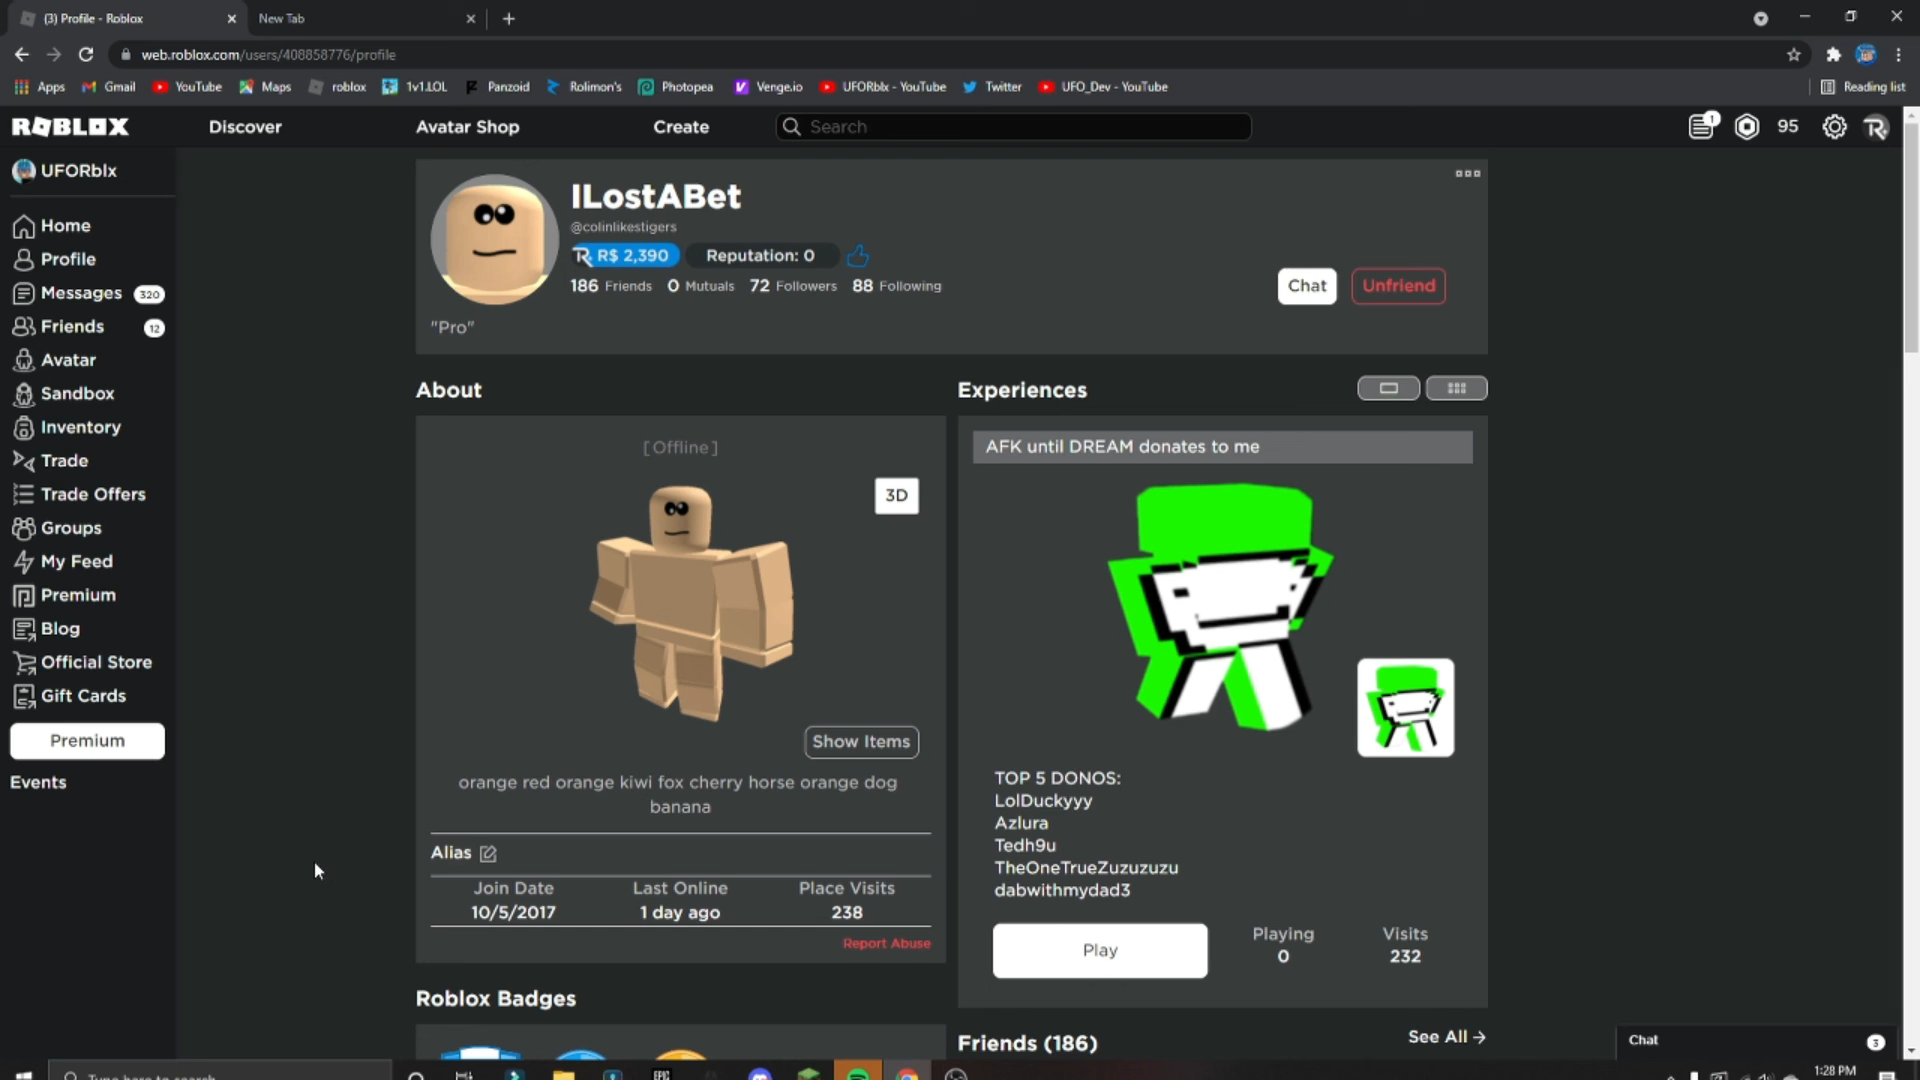 (3) Profile - Roblox
New Tab
web.roblox.com/users/408858776/profile
Apps
Gmail
YouTube
Maps
roblox
1v1.LOL
Panzoid
Rolimon's
Photopea
Venge.io
UFORblx - YouTube
Twitter
UFO_Dev - YouTube
Reading list
ROBLOX
Discover
Avatar Shop
Create
Search
1
95
UFORblx
Home
Profile
Messages 320
Friends 12
Avatar
Sandbox
Inventory
Trade
Trade Offers
Groups
My Feed
Premium
Blog
Official Store
Gift Cards
Premium
Events
ILostABet
@colinlikestigers
R$ 2,390
Reputation: 0
186 Friends 0 Mutuals 72 Followers 88 Following
Chat
Unfriend
"Pro"
About
[ Offline ]
3D
Show Items
orange red orange kiwi fox cherry horse orange dog
banana
Alias
Join Date Last Online Place Visits
10/5/2017 1 day ago 238
Report Abuse
Roblox Badges
Experiences
AFK until DREAM donates to me
TOP 5 DONOS:
LolDuckyyy
Azlura
Tedh9u
TheOneTrueZuzuzuzu
dabwithmydad3
Play
Playing Visits
0 232
Friends (186)
See All
Chat 3
Type here to search
EPIC
1:28 PM